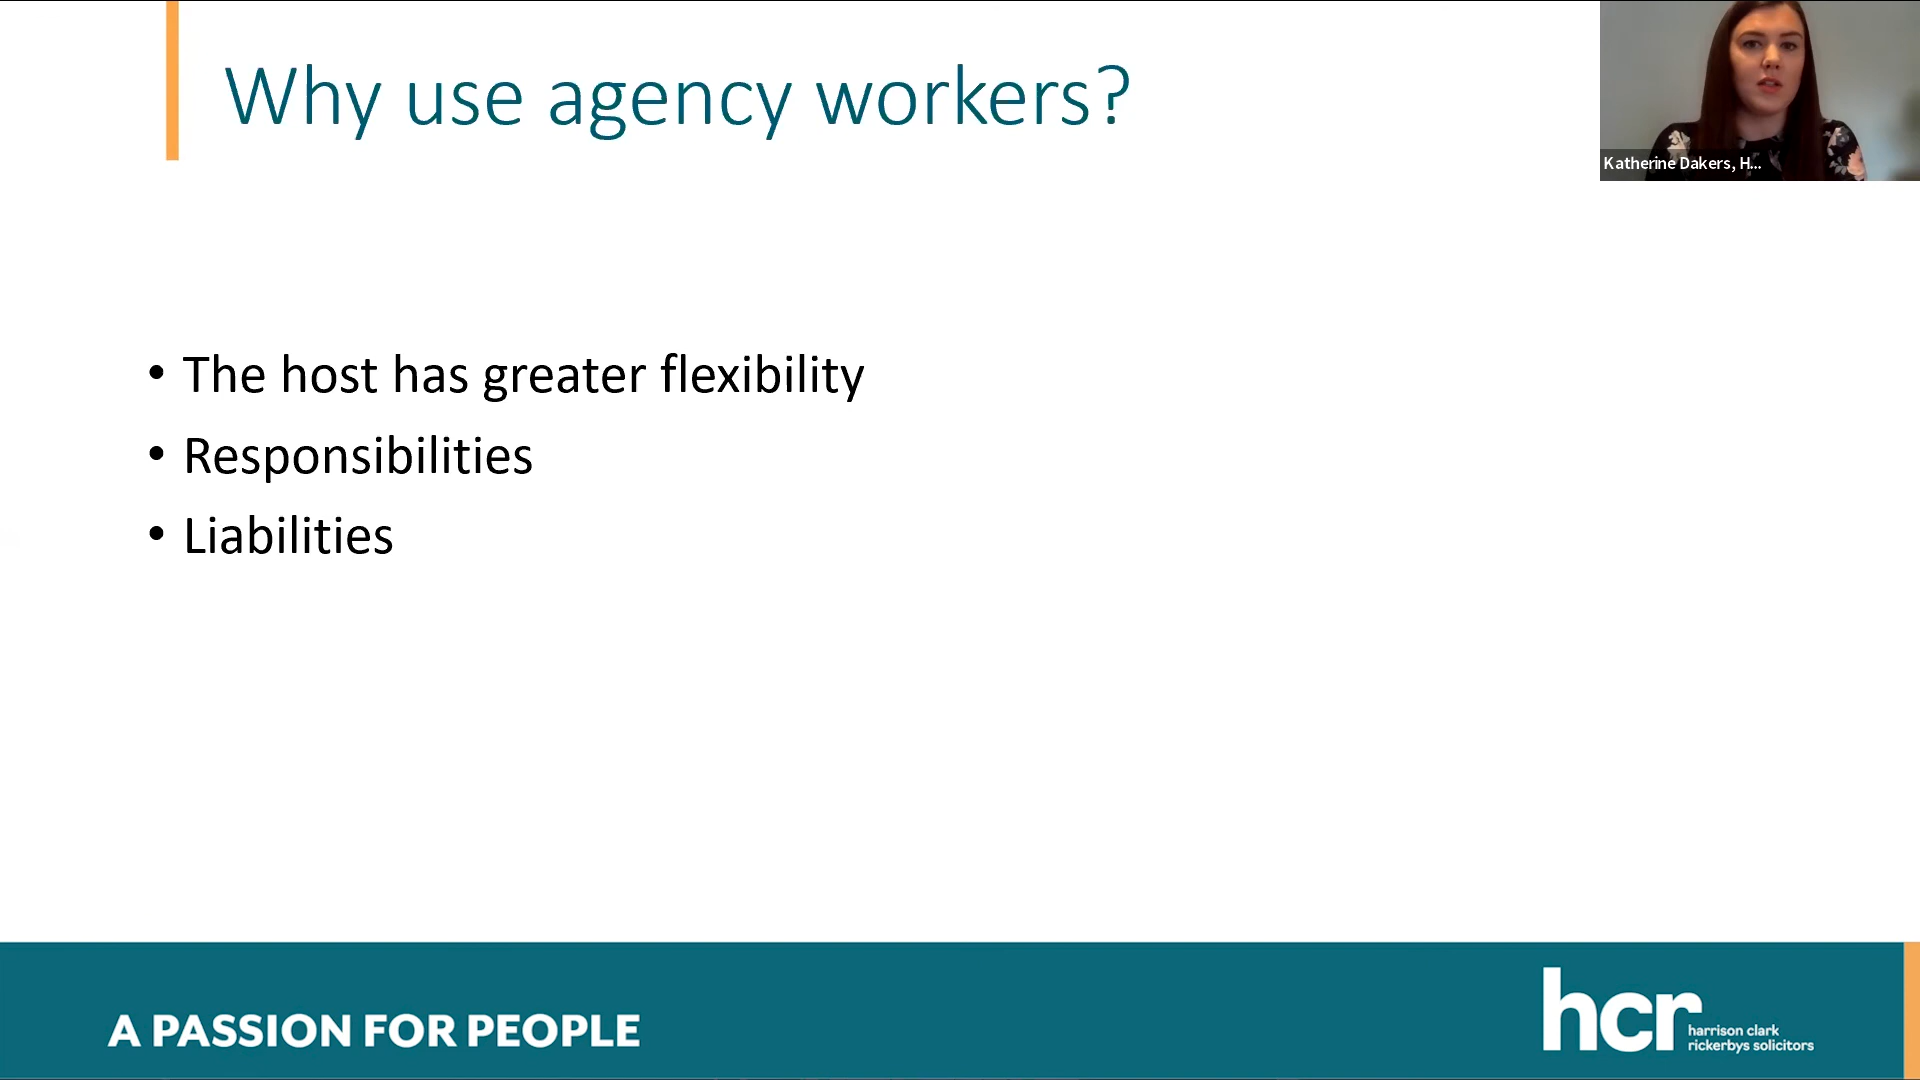 Why use agency workers?
Katherine Dakers, H...
• The host has greater flexibility
• Responsibilities
• Liabilities
A PASSION FOR PEOPLE
hcr
harrison clark
rickerbys solicitors